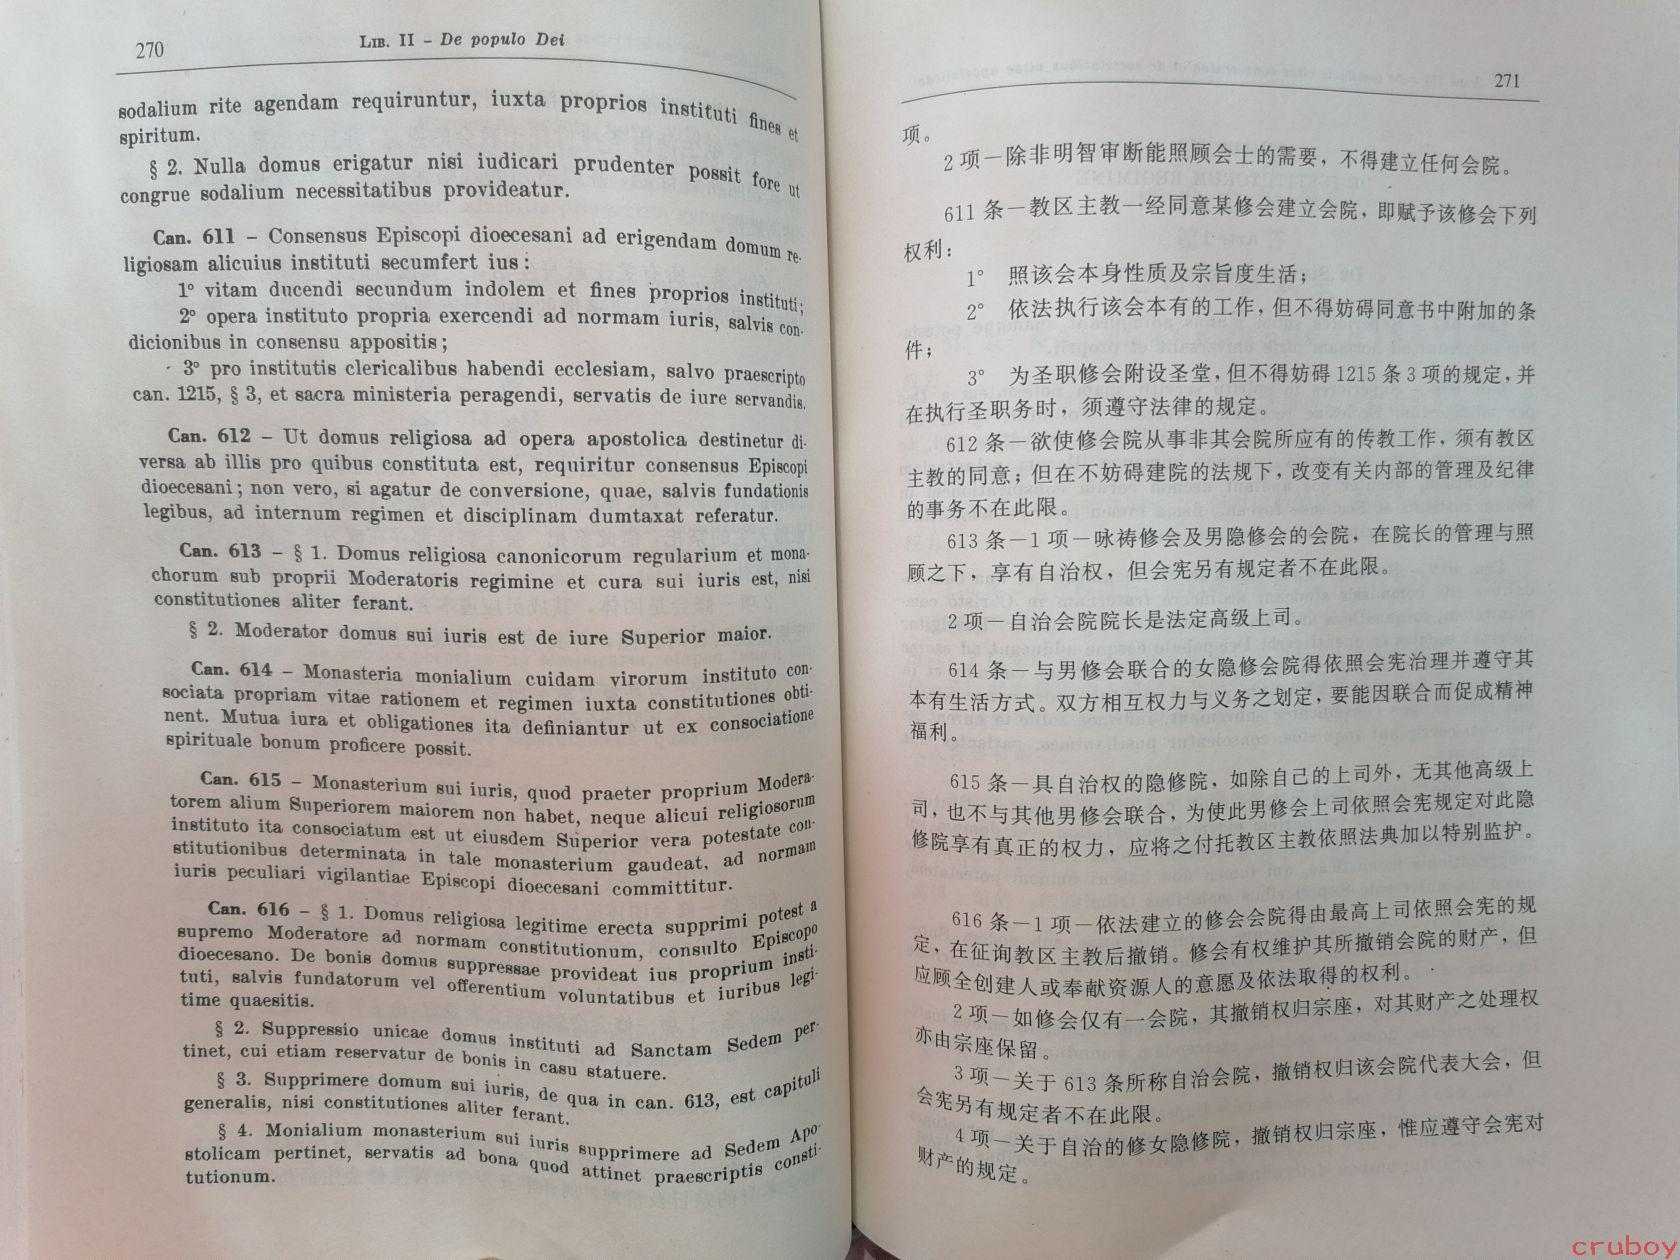 270
Lib. II – De populo Dei
sodalium rite agendam requiruntur, iuxta proprios instituti fines et
spiritum.
§ 2. Nulla domus erigatur nisi iudicari prudenter possit fore ut
congrue sodalium necessitatibus provideatur.
Can. 611 – Consensus Episcopi dioecesani ad erigendam domum re-
ligiosam alicuius instituti secumfert ius:
1° vitam ducendi secundum indolem et fines proprios instituti;
2° opera instituto propria exercendi ad normam iuris, salvis con-
dicionibus in consensu appositis;
3° pro institutis clericalibus habendi ecclesiam, salvo praescripto
can. 1215, § 3, et sacra ministeria peragendi, servatis de iure servandis.
Can. 612 – Ut domus religiosa ad opera apostolica destinetur di-
versa ab illis pro quibus constituta est, requiritur consensus Episcopi
dioecesani; non vero, si agatur de conversione, quae, salvis fundationis
legibus, ad internum regimen et disciplinam dumtaxat referatur.
Can. 613 – § 1. Domus religiosa canonicorum regularium et mona-
chorum sub proprii Moderatoris regimine et cura sui iuris est, nisi
constitutiones aliter ferant.
§ 2. Moderator domus sui iuris est de iure Superior maior.
Can. 614 – Monasteria monialium cuidam virorum instituto con-
sociata propriam vitae rationem et regimen iuxta constitutiones obti-
nent. Mutua iura et obligationes ita definiantur ut ex consociatione
spirituale bonum proficere possit.
Can. 615 – Monasterium sui iuris, quod praeter proprium Modera-
torem alium Superiorem maiorem non habet, neque alicui religiosorum
instituto ita consociatum est ut eiusdem Superior vera potestate con-
stitutionibus determinata in tale monasterium gaudeat, ad normam
iuris peculiari vigilantiae Episcopi dioecesani committitur.
Can. 616 – § 1. Domus religiosa legitime erecta supprimi potest a
supremo Moderatore ad normam constitutionum, consulto Episcopo
dioecesano. De bonis domus suppressae provideat ius proprium insti-
tuti, salvis fundatorum vel offerentium voluntatibus et iuribus legi-
time quaesitis.
§ 2. Suppressio unicae domus instituti ad Sanctam Sedem per-
tinet, cui etiam reservatur de bonis in casu statuere.
§ 3. Supprimere domum sui iuris, de qua in can. 613, est capituli
generalis, nisi constitutiones aliter ferant.
§ 4. Monialium monasterium sui iuris supprimere ad Sedem Apo-
stolicam pertinet, servatis ad bona quod attinet praescriptis consti-
tutionum.
271
项。
2 项－除非明智审断能照顾会士的需要，不得建立任何会院。
611 条－教区主教一经同意某修会建立会院，即赋予该修会下列
权利：
1° 照该会本身性质及宗旨度生活；
2° 依法执行该会本有的工作，但不得妨碍同意书中附加的条
件；
3° 为圣职修会附设圣堂，但不得妨碍 1215 条 3 项的规定，并
在执行圣职务时，须遵守法律的规定。
612 条－欲使修会院从事非其会院所应有的传教工作，须有教区
主教的同意；但在不妨碍建院的法规下，改变有关内部的管理及纪律
的事务不在此限。
613 条－1 项－咏祷修会及男隐修会的会院，在院长的管理与照
顾之下，享有自治权，但会宪另有规定者不在此限。
2 项－自治会院院长是法定高级上司。
614 条－与男修会联合的女隐修会院得依照会宪治理并遵守其
本有生活方式。双方相互权力与义务之划定，要能因联合而促成精神
福利。
615 条－具自治权的隐修院，如除自己的上司外，无其他高级上
司，也不与其他男修会联合，为使此男修会上司依照会宪规定对此隐
修院享有真正的权力，应将之付托教区主教依照法典加以特别监护。
616 条－1 项－依法建立的修会会院得由最高上司依照会宪的规
定，在征询教区主教后撤销。修会有权维护其所撤销会院的财产，但
应顾全创建人或奉献资源人的意愿及依法取得的权利。
2 项－如修会仅有一会院，其撤销权归宗座，对其财产之处理权
亦由宗座保留。
3 项－关于 613 条所称自治会院，撤销权归该会院代表大会，但
会宪另有规定者不在此限。
4 项－关于自治的修女隐修院，撤销权归宗座，惟应遵守会宪对
财产的规定。
cruboy